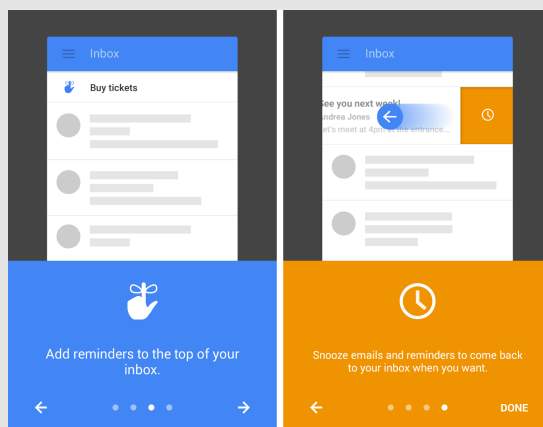 Inbox
Buy tickets
Add reminders to the top of your
inbox.
Inbox
See you next week!
Andrea Jones
Let's meet at 4pm at the entrance...
Snooze emails and reminders to come back
to your inbox when you want.
DONE